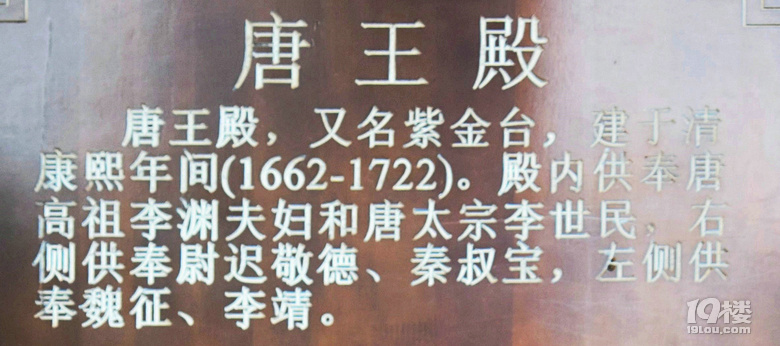 唐王殿
唐王殿，又名紫金台，建于清
康熙年间(1662-1722)。殿内供奉唐
高祖李渊夫妇和唐太宗李世民，右
侧供奉尉迟敬德、秦叔宝，左侧供
奉魏征、李靖。
19楼
19lou.com